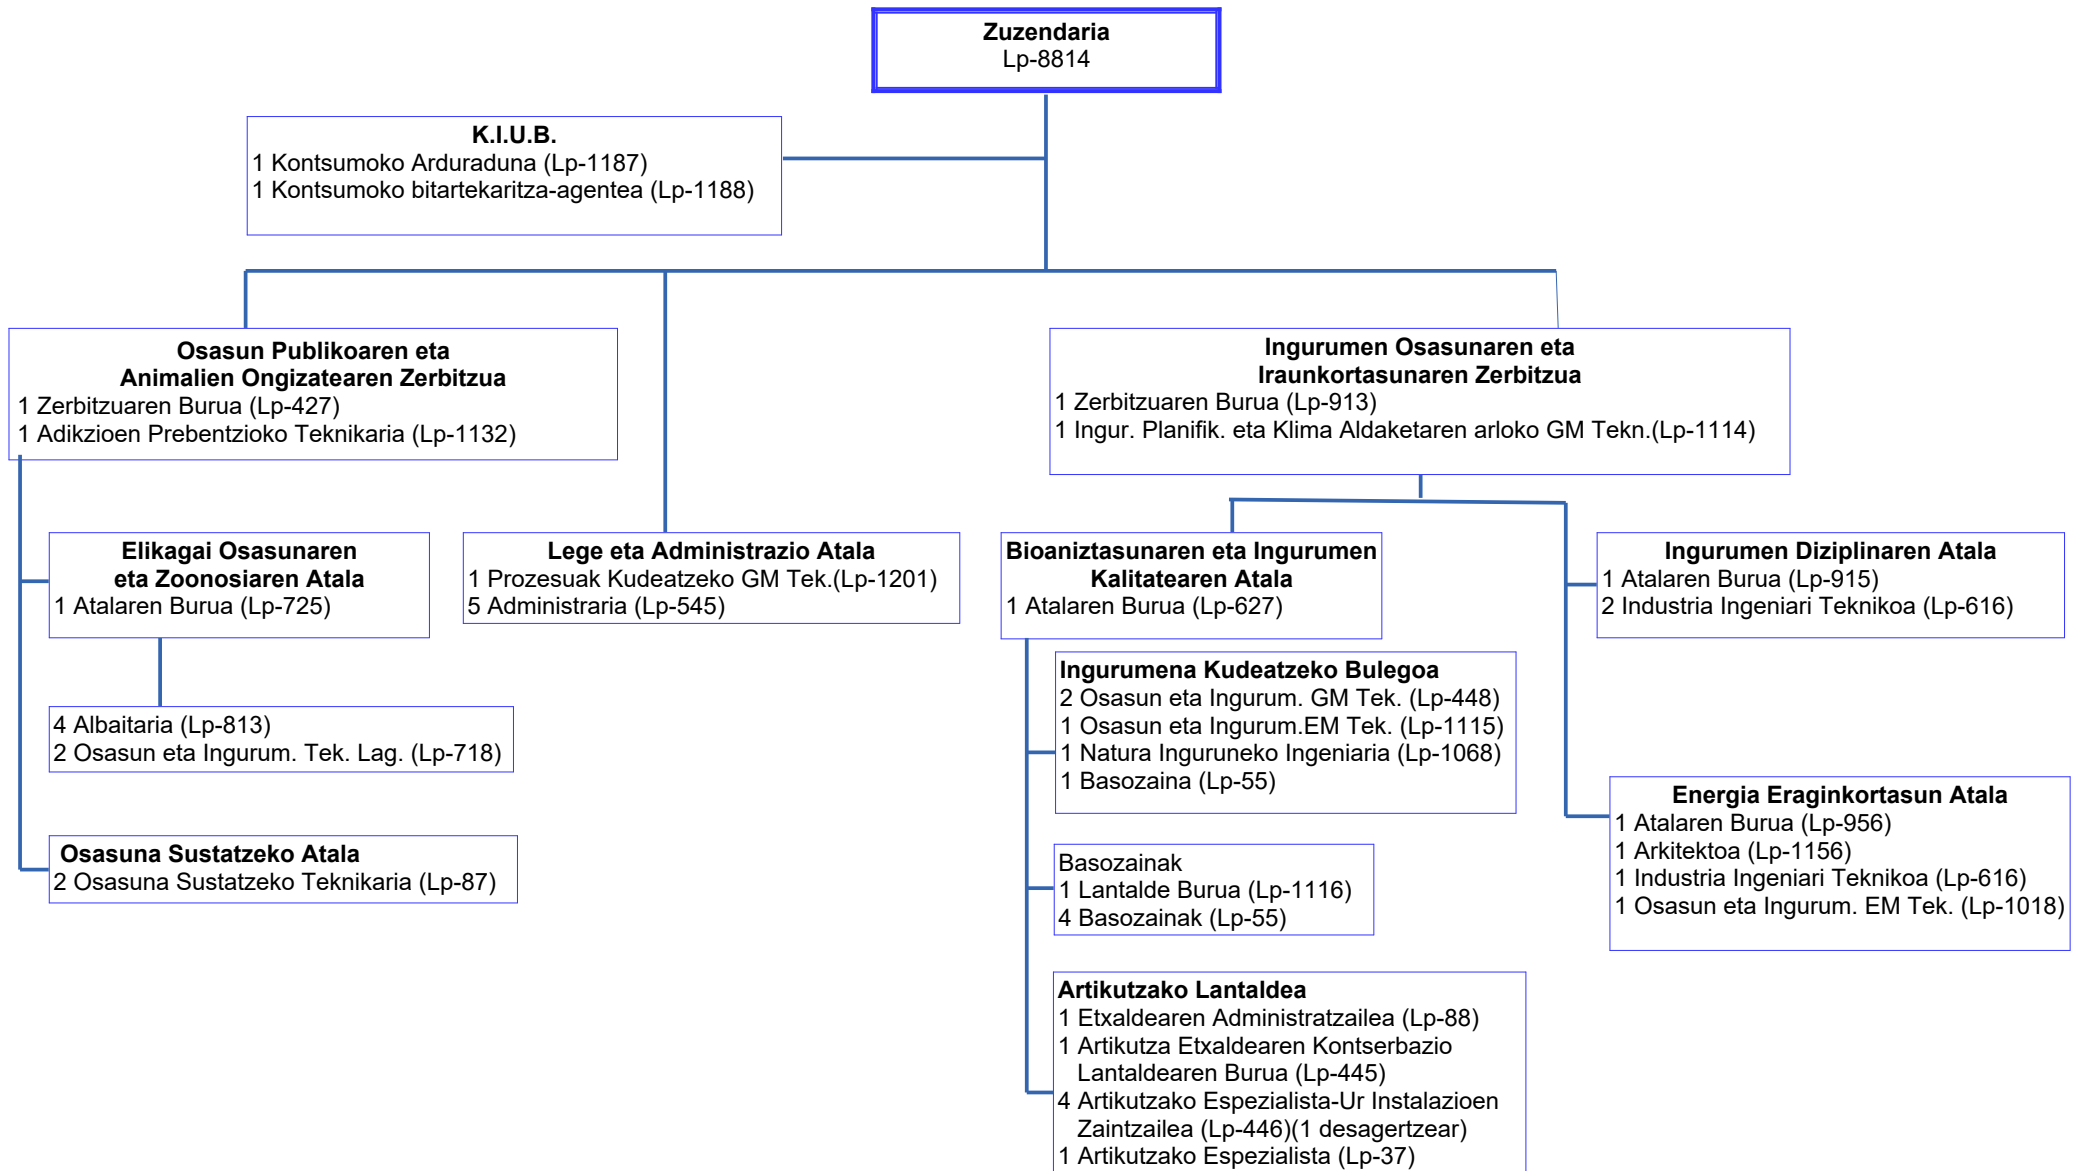 Zuzendaria
Lp-8814
K.I.U.B.
1 Kontsumoko Arduraduna (Lp-1187)
1 Kontsumoko bitartekaritza-agentea (Lp-1188)
Osasun Publikoaren eta
Animalien Ongizatearen Zerbitzua
1 Zerbitzuaren Burua (Lp-427)
1 Adikzioen Prebentzioko Teknikaria (Lp-1132)
Ingurumen Osasunaren eta
Iraunkortasunaren Zerbitzua
1 Zerbitzuaren Burua (Lp-913)
1 Ingur. Planifik. eta Klima Aldaketaren arloko GM Tekn.(Lp-1114)
Elikagai Osasunaren
eta Zoonosiaren Atala
1 Atalaren Burua (Lp-725)
Lege eta Administrazio Atala
1 Prozesuak Kudeatzeko GM Tek.(Lp-1201)
5 Administraria (Lp-545)
Bioaniztasunaren eta Ingurumen
Kalitatearen Atala
1 Atalaren Burua (Lp-627)
Ingurumen Diziplinaren Atala
1 Atalaren Burua (Lp-915)
2 Industria Ingeniari Teknikoa (Lp-616)
4 Albaitaria (Lp-813)
2 Osasun eta Ingurum. Tek. Lag. (Lp-718)
Ingurumena Kudeatzeko Bulegoa
2 Osasun eta Ingurum. GM Tek. (Lp-448)
1 Osasun eta Ingurum.EM Tek. (Lp-1115)
1 Natura Inguruneko Ingeniaria (Lp-1068)
1 Basozaina (Lp-55)
Energia Eraginkortasun Atala
1 Atalaren Burua (Lp-956)
1 Arkitektoa (Lp-1156)
1 Industria Ingeniari Teknikoa (Lp-616)
1 Osasun eta Ingurum. EM Tek. (Lp-1018)
Osasuna Sustatzeko Atala
2 Osasuna Sustatzeko Teknikaria (Lp-87)
Basozainak
1 Lantalde Burua (Lp-1116)
4 Basozainak (Lp-55)
Artikutzako Lantaldea
1 Etxaldearen Administratzailea (Lp-88)
1 Artikutza Etxaldearen Kontserbazio
Lantaldearen Burua (Lp-445)
4 Artikutzako Espezialista-Ur Instalazioen
Zaintzailea (Lp-446)(1 desagertzear)
1 Artikutzako Espezialista (Lp-37)